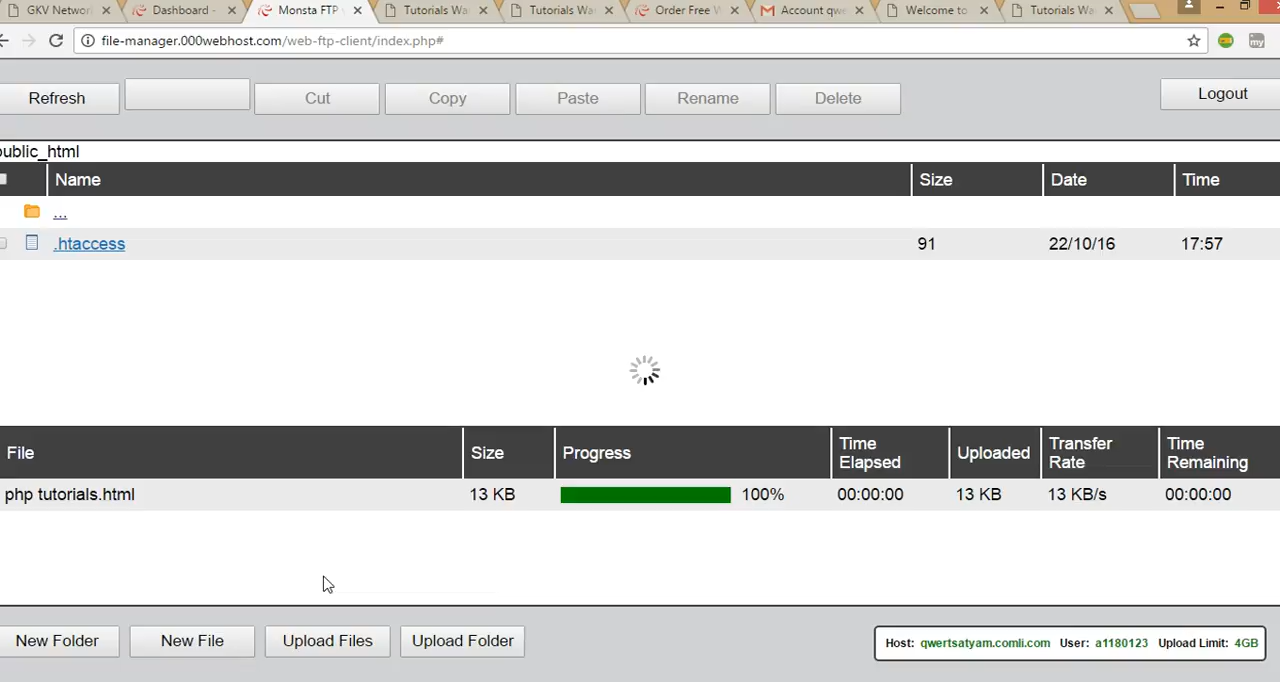 GKV Networ Dashboard - Monsta FTP Tutorials Wa Tutorials Wa Order Free W Account qwe Welcome to Tutorials Wa
file-manager.000webhost.com/web-ftp-client/index.php# my
Refresh Cut Copy Paste Rename Delete Logout
public_html
Name Size Date Time
...
.htaccess 91 22/10/16 17:57
File Size Progress Time Elapsed Uploaded Transfer Rate Time Remaining
php tutorials.html 13 KB 100% 00:00:00 13 KB 13 KB/s 00:00:00
New Folder New File Upload Files Upload Folder Host: qwertsatyam.comli.com User: a1180123 Upload Limit: 4GB